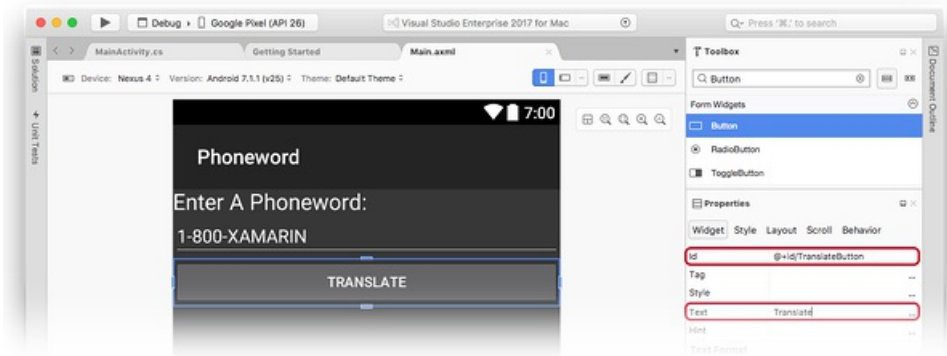 Debug › Google Pixel (API 26)
Visual Studio Enterprise 2017 for Mac
Press '⌘.' to search
MainActivity.cs
Getting Started
Main.axml
Device: Nexus 4
Version: Android 7.1.1 (v25)
Theme: Default Theme
Solution
Unit Tests
7:00
Phoneword
Enter A Phoneword:
1-800-XAMARIN
TRANSLATE
Toolbox
Button
Form Widgets
Button
RadioButton
ToggleButton
Properties
Widget Style Layout Scroll Behavior
Id @+id/TranslateButton
Tag ...
Style ...
Text Translate ...
Hint ...
Text Format
Document Outline